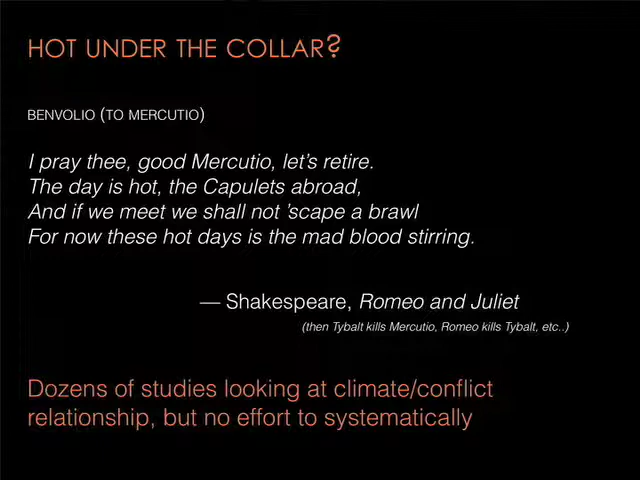 HOT UNDER THE COLLAR?
BENVOLIO (TO MERCUTIO)
I pray thee, good Mercutio, let’s retire.
The day is hot, the Capulets abroad,
And if we meet we shall not ’scape a brawl
For now these hot days is the mad blood stirring.
— Shakespeare, Romeo and Juliet
(then Tybalt kills Mercutio, Romeo kills Tybalt, etc..)
Dozens of studies looking at climate/conflict
relationship, but no effort to systematically